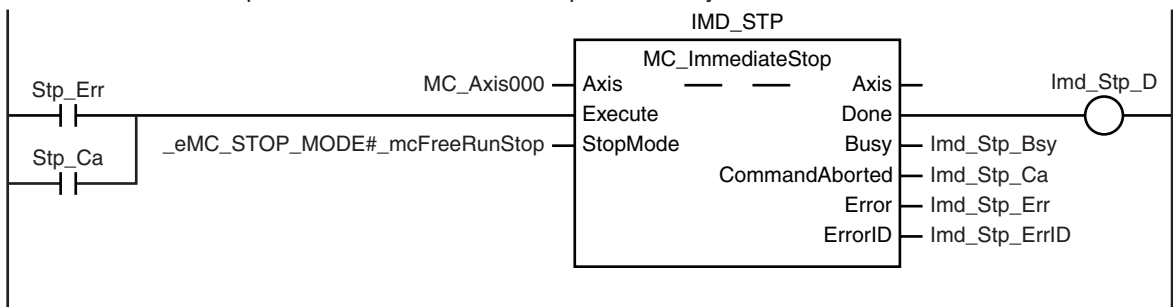 IMD_STP
MC_ImmediateStop
Stp_Err
MC_Axis000 Axis Axis Imd_Stp_D
Execute Done
Stp_Ca
_eMC_STOP_MODE#_mcFreeRunStop StopMode Busy Imd_Stp_Bsy
CommandAborted Imd_Stp_Ca
Error Imd_Stp_Err
ErrorID Imd_Stp_ErrID